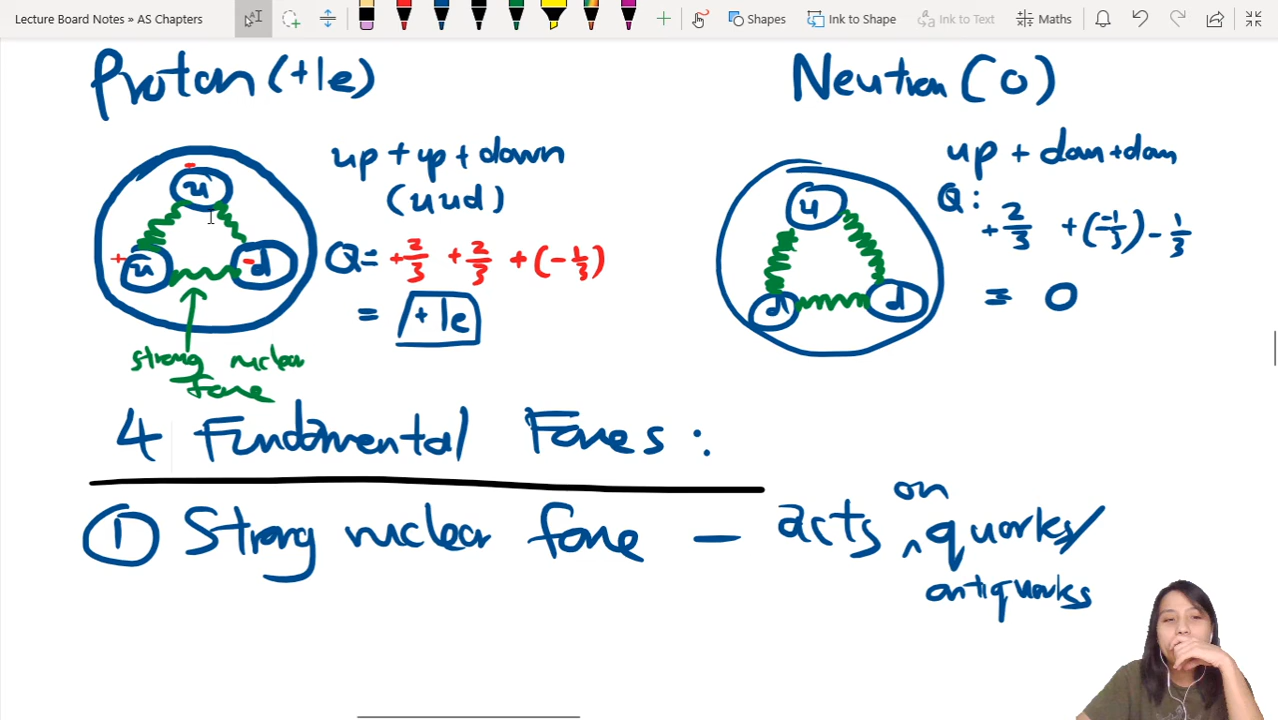 Lecture Board Notes » AS Chapters
Shapes
Ink to Shape
Ink to Text
Maths
Proton (+1e)
up + up + down
(uud)
Q = +2/3 +2/3 +(-1/3)
= +1e
u
u
d
+
-
strong nuclear
force
Neutron (0)
up + down + down
Q: +2/3 +(-1/3) -1/3
= 0
u
d
d
4 Fundamental Forces:
① Strong nuclear force — acts on quarks/
antiquarks